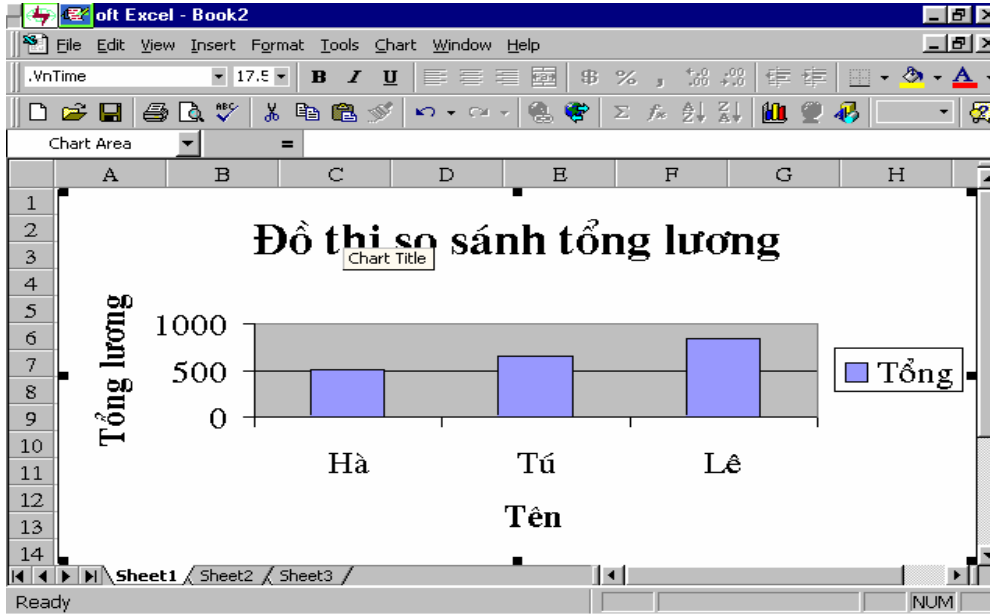 oft Excel - Book2
File Edit View Insert Format Tools Chart Window Help
.VnTime 17.5 B I U $ % ,
Chart Area =
A B C D E F G H
1
2
3
4
5
6
7
8
9
10
11
12
13
14
Đồ thị so sánh tổng lương
Chart Title
Tổng lương
1000
500
0
Hà Tú Lê
Tổng
Tên
Sheet1 Sheet2 Sheet3
Ready NUM